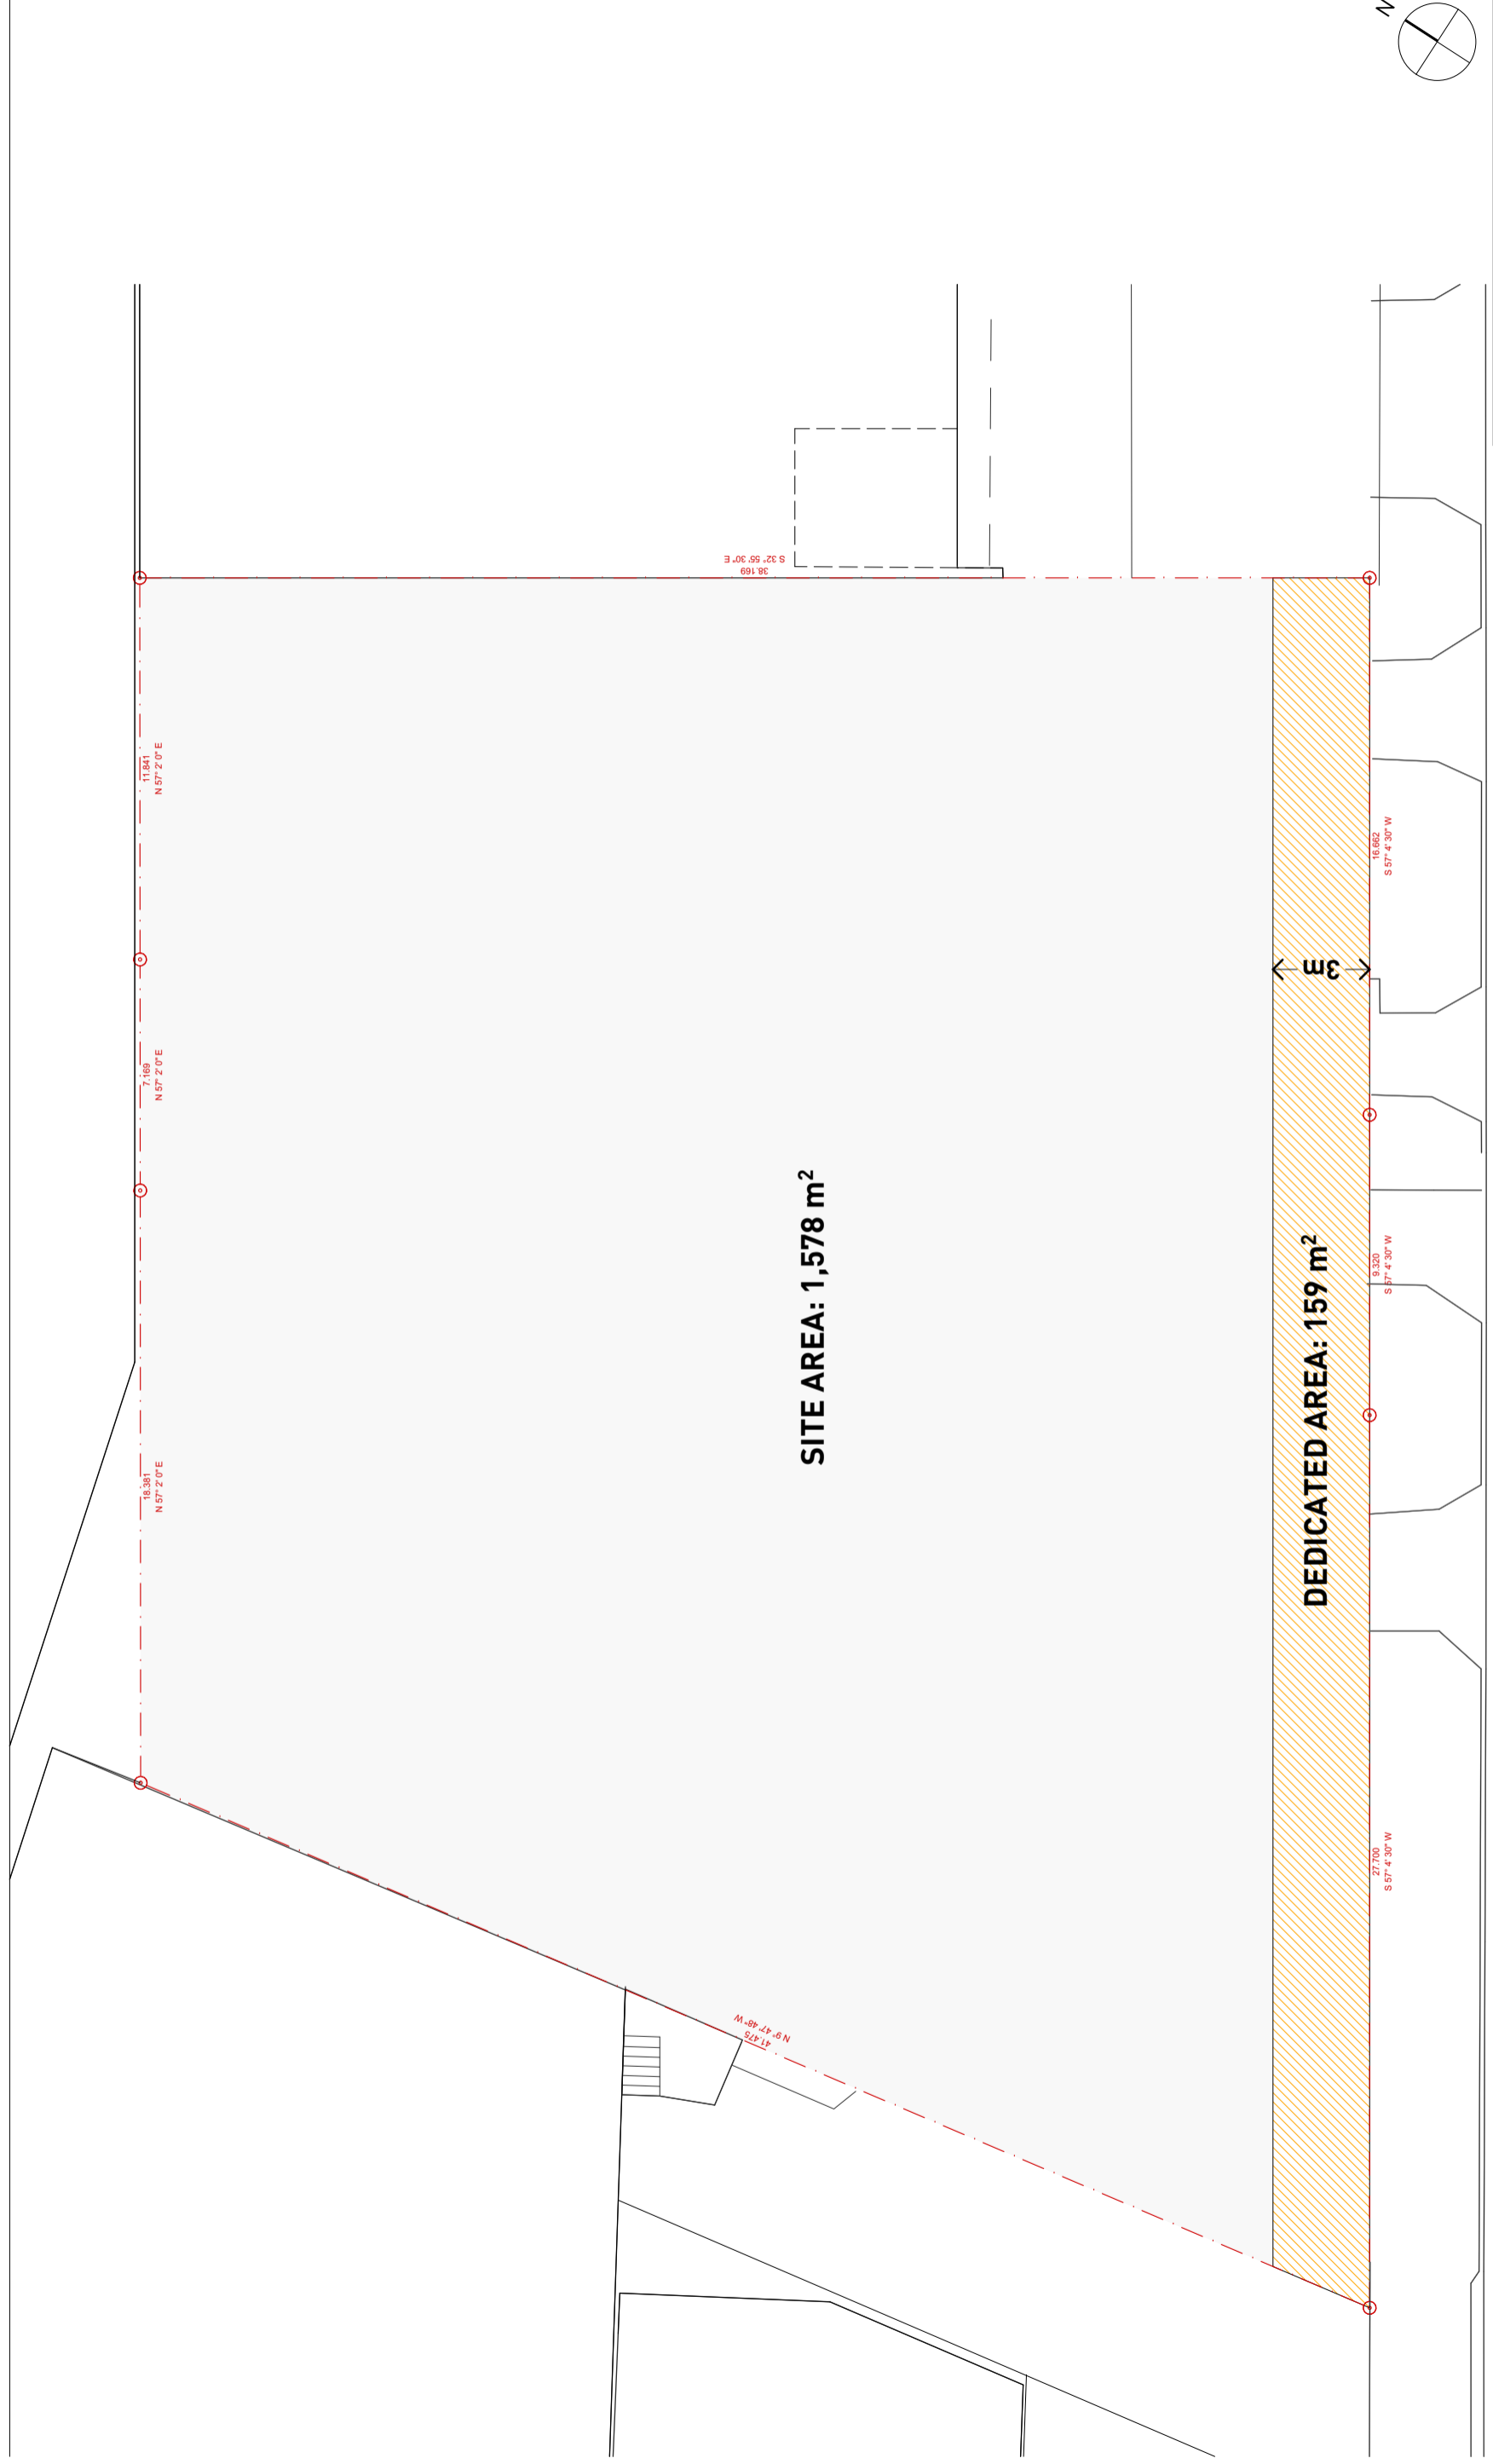 N
S 32° 55' 30" E
38.169
11.841
N 57° 2' 0" E
7.169
N 57° 2' 0" E
18.381
N 57° 2' 0" E
16.662
S 57° 4' 30" W
3m
9.320
S 57° 4' 30" W
SITE AREA: 1,578 m²
DEDICATED AREA: 159 m²
27.700
S 57° 4' 30" W
N 9° 47' 48" W
41.475